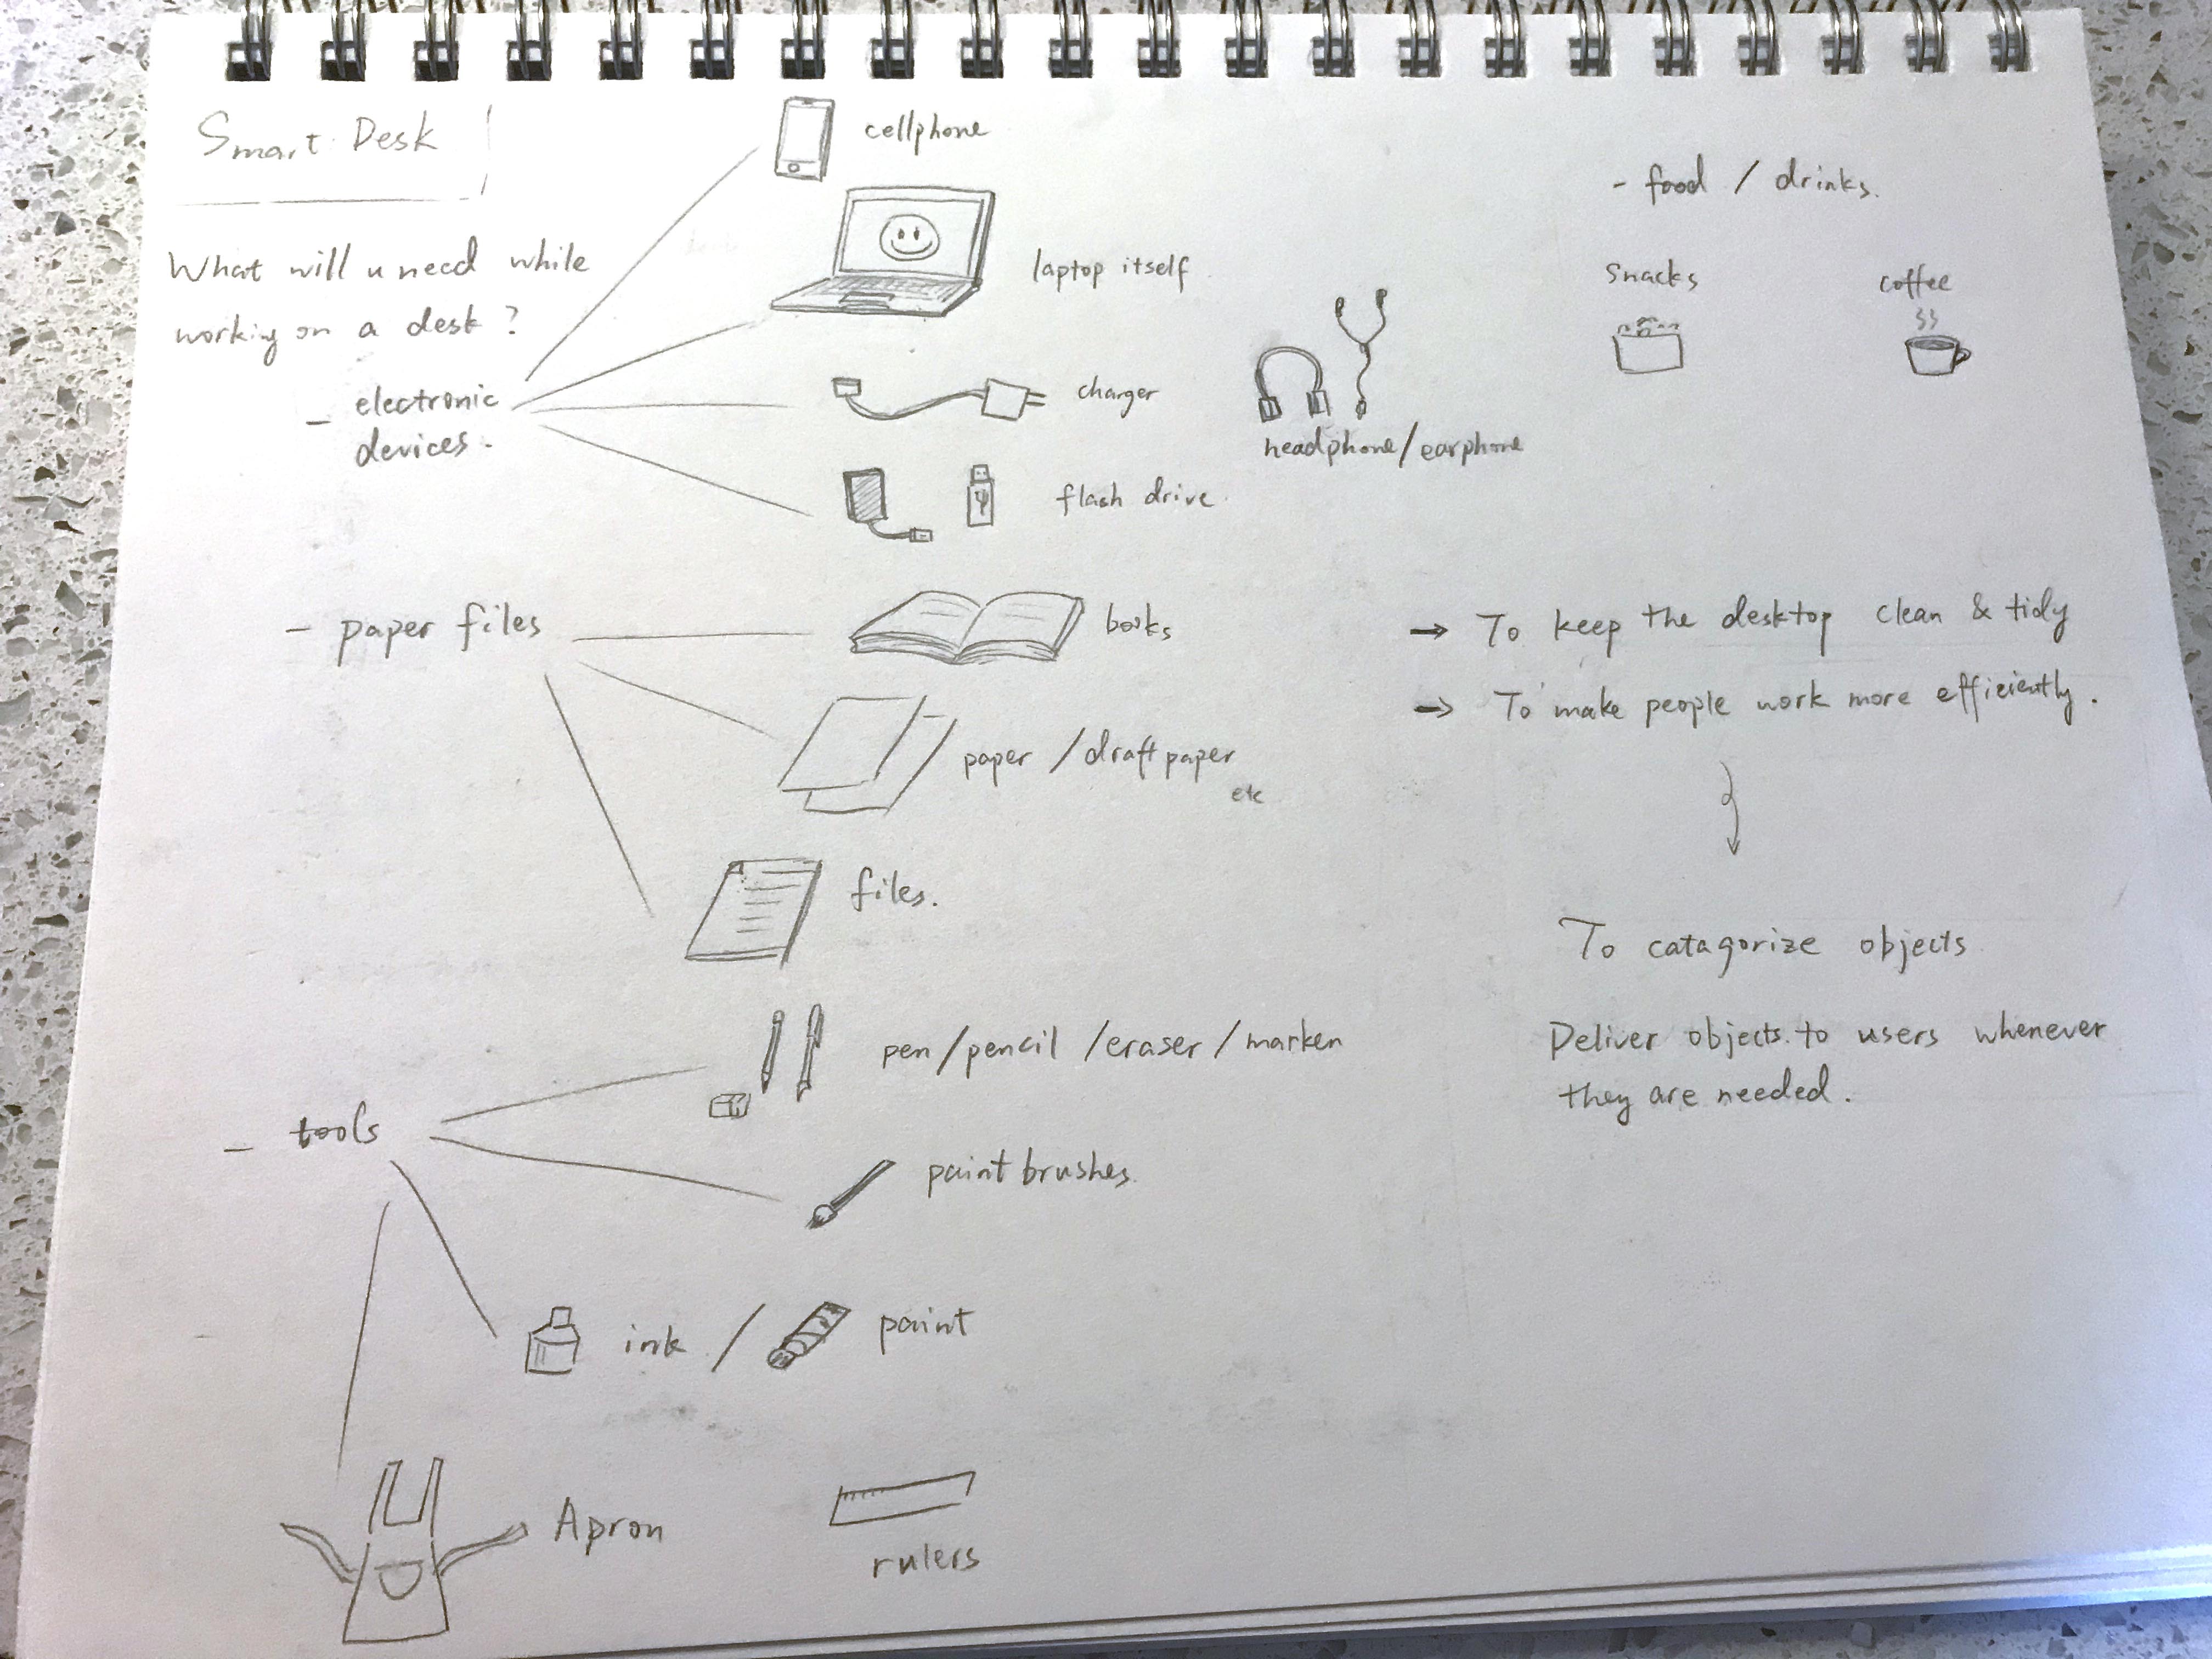 Smart Desk
What will u need while
working on a desk?
- electronic
devices.
cellphone
laptop itself
charger
headphone/earphone
flash drive.
- food / drinks.
snacks
coffee
- paper files
books
paper / draft paper
etc
files.
→ To keep the desktop clean & tidy
→ To make people work more efficiently.
To catagorize objects
Deliver objects to users whenever
they are needed.
- tools
pen/pencil /eraser/marken
paint brushes.
ink / paint
Apron
rulers